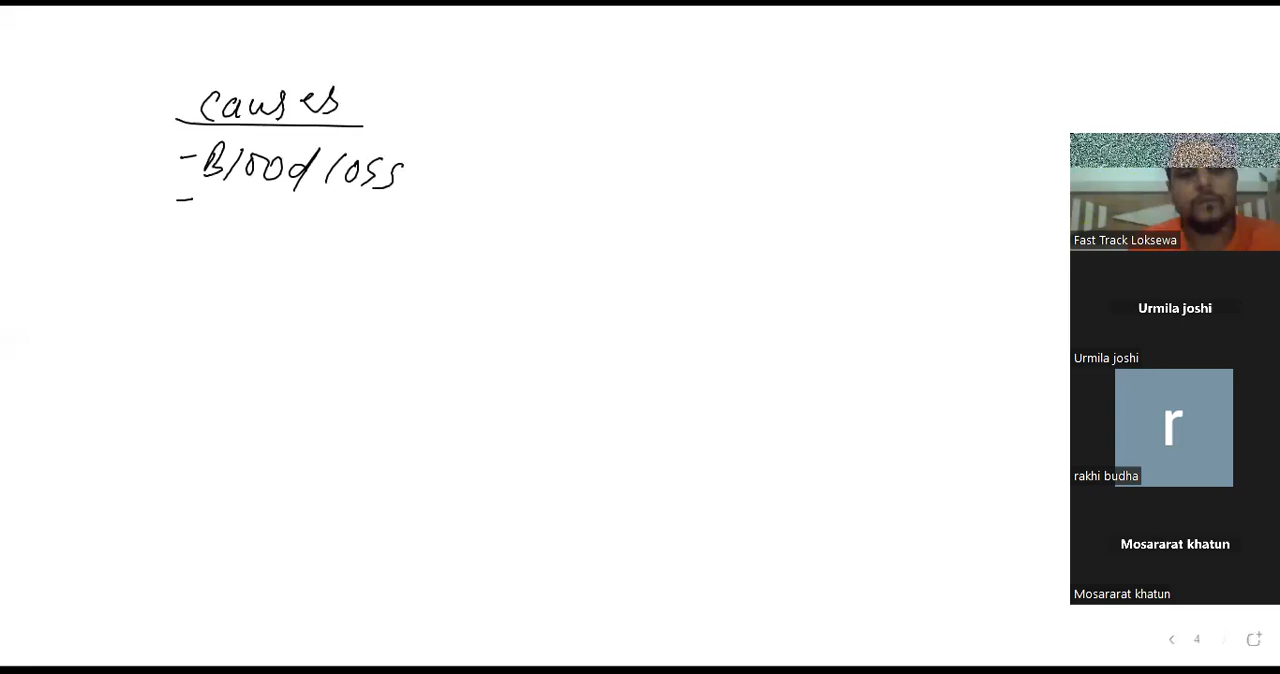 causes
- Blood loss
-
Fast Track Loksewa
Urmila joshi
Urmila joshi
r
rakhi budha
Mosararat khatun
Mosararat khatun
4